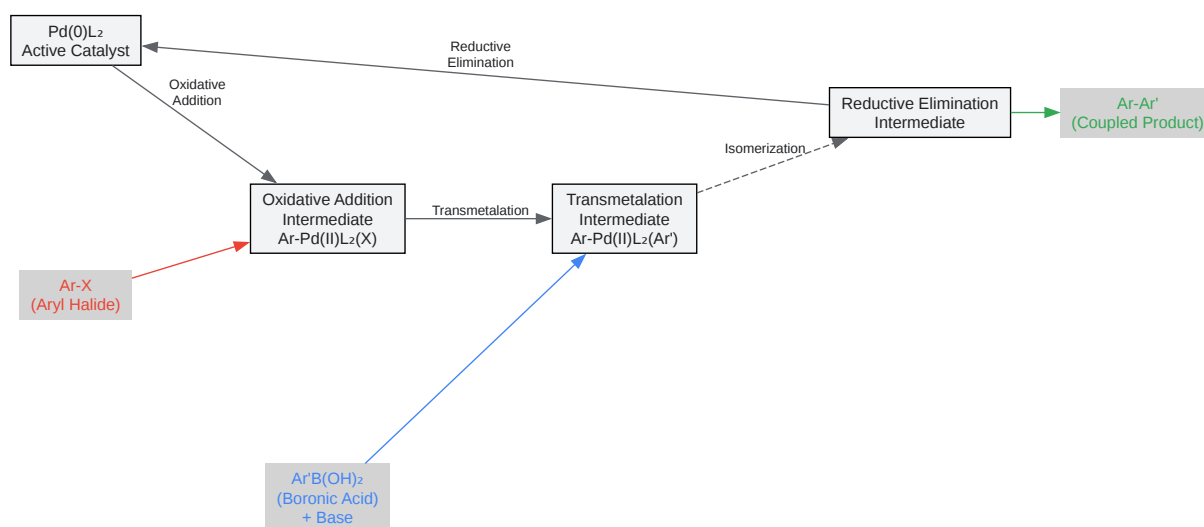 Pd(0)L₂
Active Catalyst
Reductive
Elimination
Oxidative
Addition
Reductive Elimination
Intermediate
Ar-Ar'
(Coupled Product)
Isomerization
Oxidative Addition
Intermediate
Ar-Pd(II)L₂(X)
Transmetalation
Transmetalation
Intermediate
Ar-Pd(II)L₂(Ar')
Ar-X
(Aryl Halide)
Ar'B(OH)₂
(Boronic Acid)
+ Base